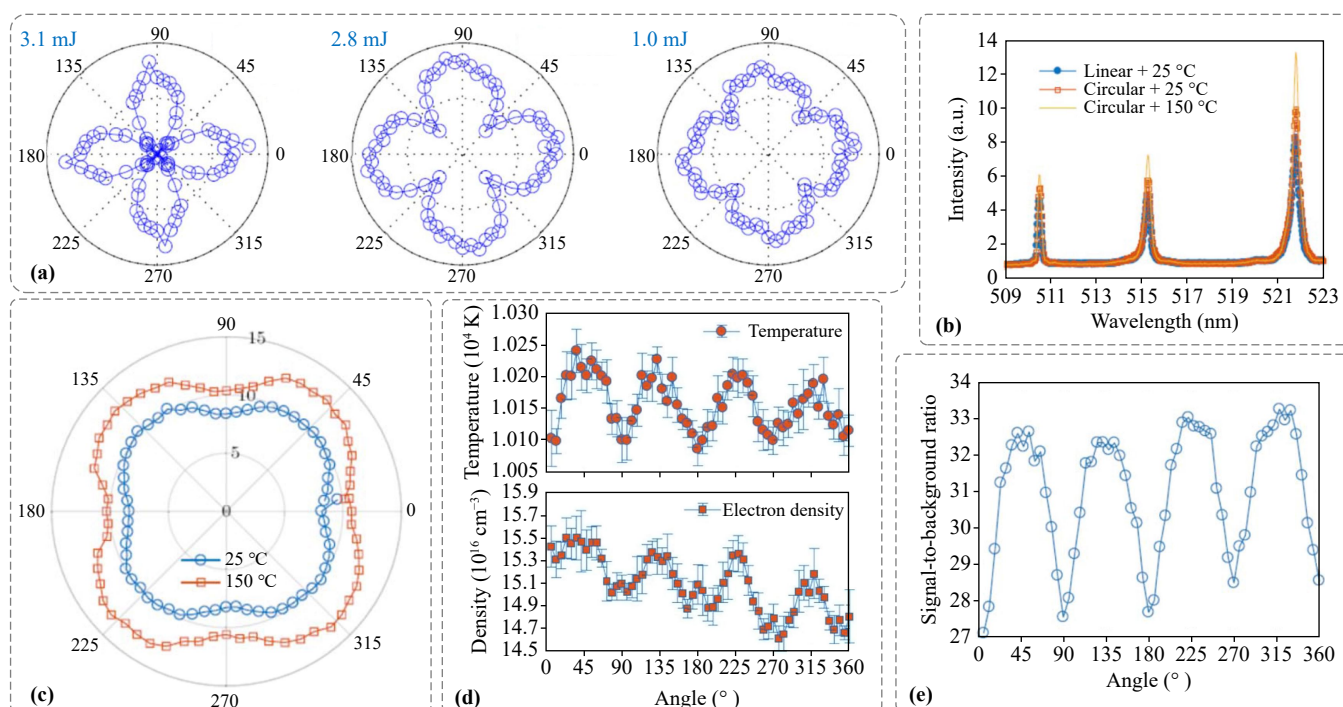 3.1 mJ
90
135
45
180
0
225
315
270
(a)
2.8 mJ
90
135
45
180
0
225
315
270
1.0 mJ
90
135
45
180
0
225
315
270
14
12
10
8
6
4
2
0
Intensity (a.u.)
Linear + 25 °C
Circular + 25 °C
Circular + 150 °C
509 511 513 515 517 519 521 523
Wavelength (nm)
(b)
90
15
135
45
10
5
180
0
0
25 °C
150 °C
225
315
270
(c)
1.030
1.025
1.020
1.015
1.010
1.005
Temperature (10⁴ K)
Temperature
15.9
15.7
15.5
15.3
15.1
14.9
14.7
14.5
Density (10¹⁶ cm⁻³)
Electron density
0 45 90 135 180 225 270 315 360
Angle (° )
(d)
34
33
32
31
30
29
28
27
Signal-to-background ratio
0 45 90 135 180 225 270 315 360
Angle (° )
(e)